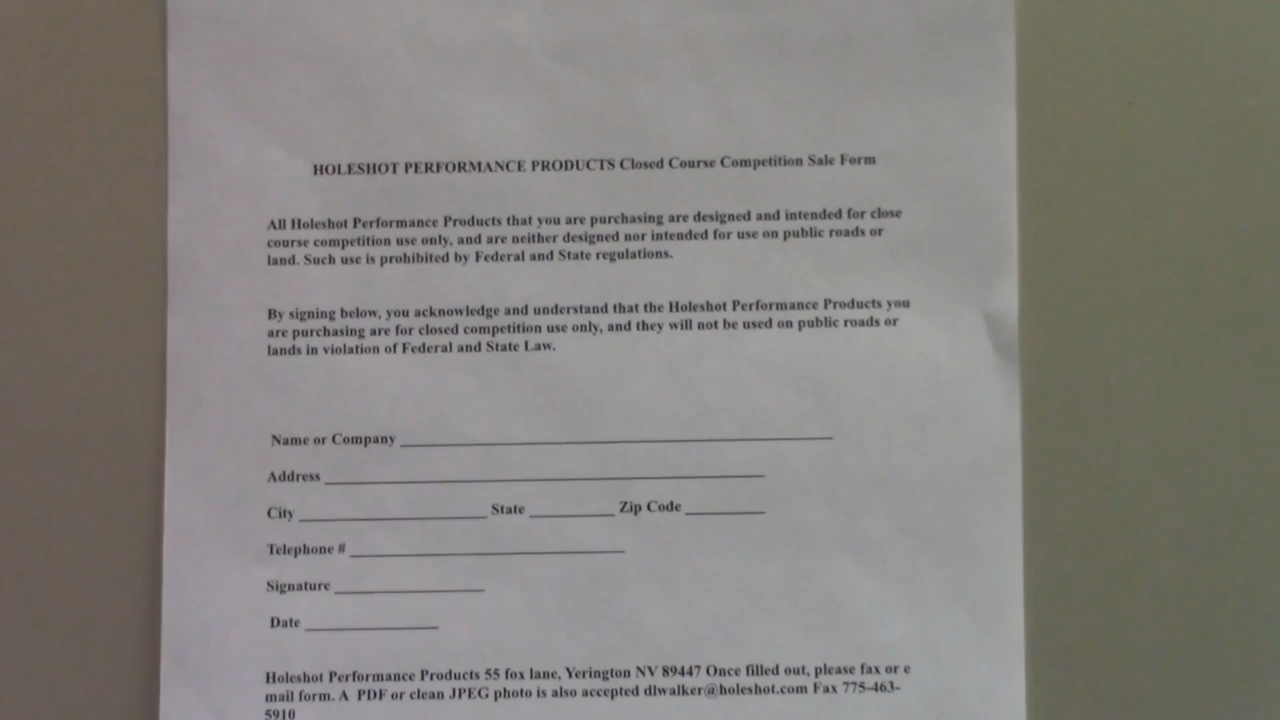 HOLESHOT PERFORMANCE PRODUCTS Closed Course Competition Sale Form
All Holeshot Performance Products that you are purchasing are designed and intended for close
course competition use only, and are neither designed nor intended for use on public roads or
land. Such use is prohibited by Federal and State regulations.
By signing below, you acknowledge and understand that the Holeshot Performance Products you
are purchasing are for closed competition use only, and they will not be used on public roads or
lands in violation of Federal and State Law.
Name or Company
Address
City State Zip Code
Telephone #
Signature
Date
Holeshot Performance Products 55 fox lane, Yerington NV 89447 Once filled out, please fax or e
mail form. A PDF or clean JPEG photo is also accepted dlwalker@holeshot.com Fax 775-463-
5910